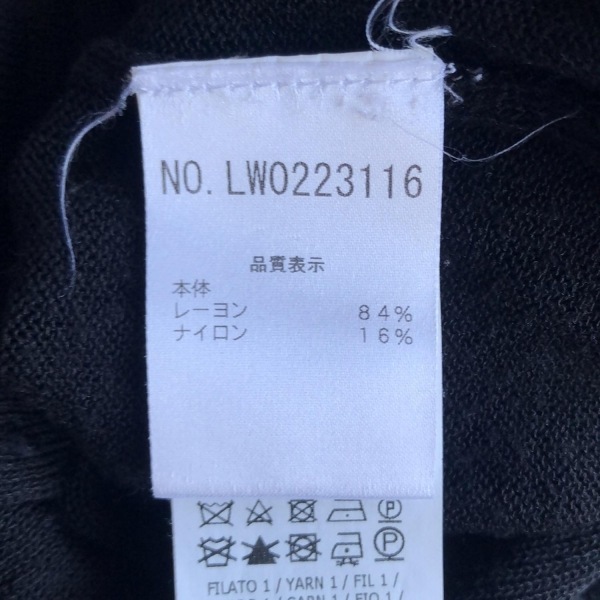 NO. LW0223116
品質表示
本体
レーヨン 84%
ナイロン 16%
P
P
FILATO 1 / YARN 1 / FIL 1 /